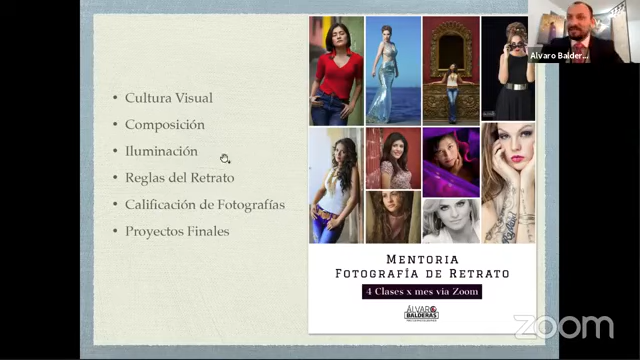 Alvaro Balder...
• Cultura Visual
• Composición
• Iluminación
• Reglas del Retrato
• Calificación de Fotografías
• Proyectos Finales
MENTORIA
FOTOGRAFÍA DE RETRATO
4 Clases x mes via Zoom
ÁLVARO
BALDERAS
zoom